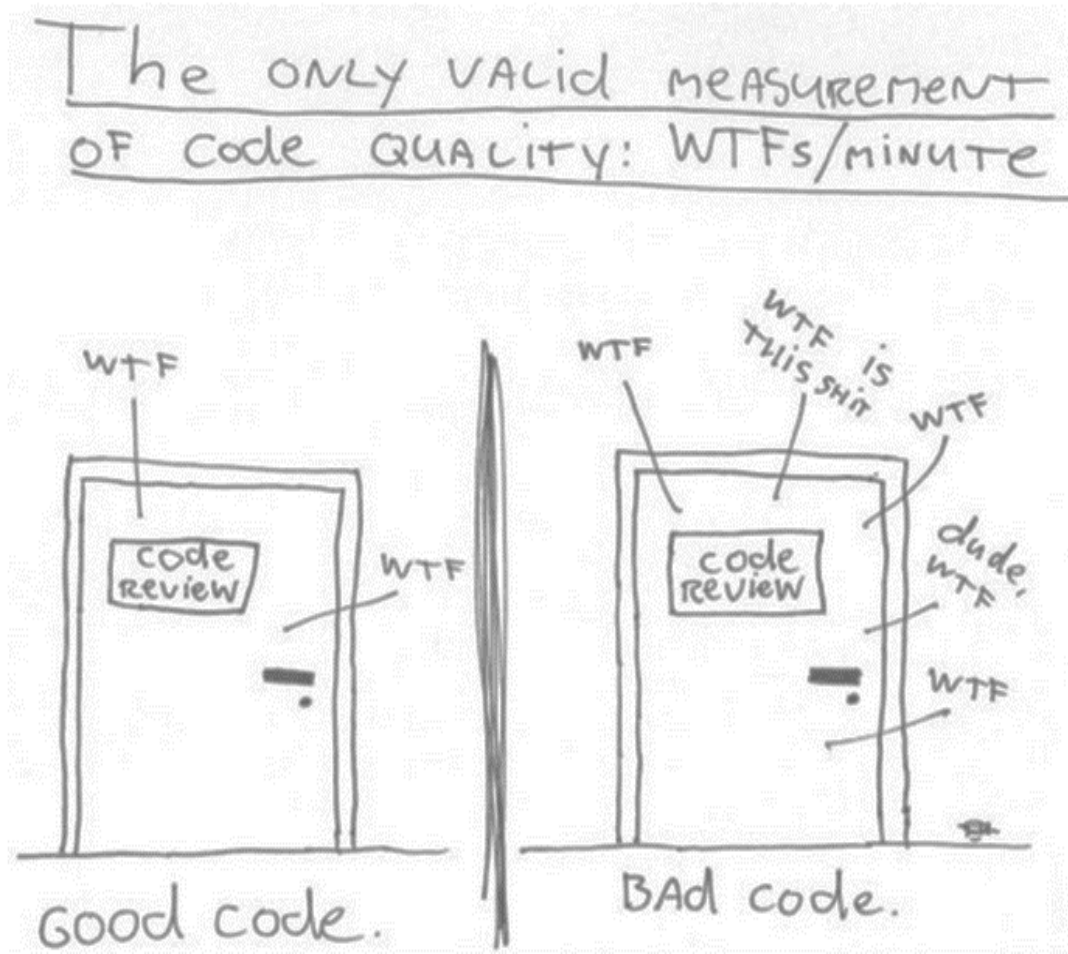 The ONLY VALid MEASUREMENT
OF Code QUALITY: WTFs/MINUTE
WTF
Code
REViEW
WTF
Good Code.
WTF
WTF is
THiS SHiT
WTF
Code
REViEW
dude,
WTF
WTF
BAd Code.